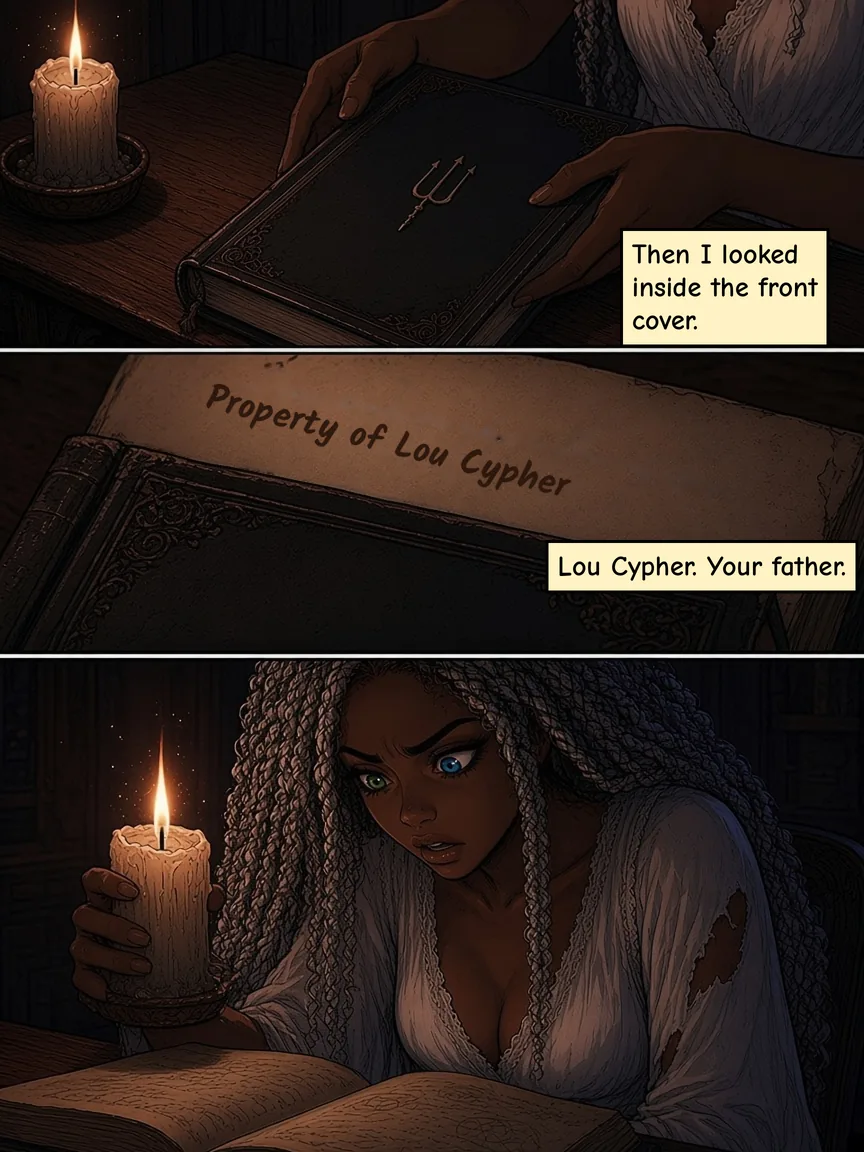 Then I looked
inside the front
cover.
Property of Lou Cypher
Lou Cypher. Your father.